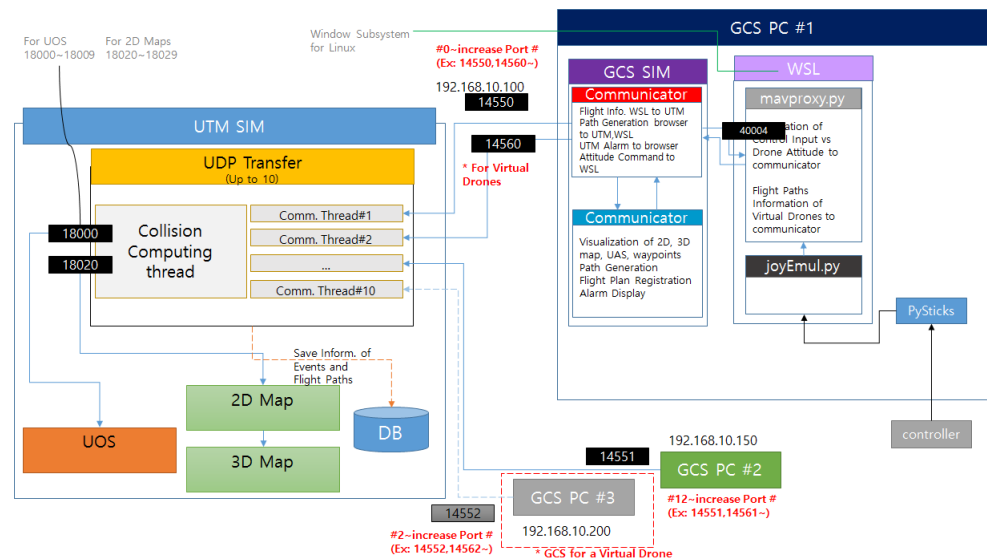 For UOS
18000~18009
For 2D Maps
18020~18029
Window Subsystem
for Linux
#0~increase Port #
(Ex: 14550,14560~)
192.168.10.100
14550
14560
* For Virtual
Drones
GCS PC #1
GCS SIM
Communicator
Flight Info. WSL to UTM
Path Generation browser
to UTM,WSL
UTM Alarm to browser
Attitude Command to
WSL
Communicator
Visualization of 2D, 3D
map, UAS, waypoints
Path Generation
Flight Plan Registration
Alarm Display
WSL
mavproxy.py
40004
of
Control Input vs
Drone Attitude to
communicator
Flight Paths
Information of
Virtual Drones to
communicator
joyEmul.py
PySticks
controller
UTM SIM
UDP Transfer
(Up to 10)
Collision
Computing
thread
Comm. Thread#1
Comm. Thread#2
...
Comm. Thread#10
18000
18020
Save Inform. of
Events and
Flight Paths
2D Map
3D Map
UOS
DB
14551
192.168.10.150
GCS PC #2
#12~increase Port #
(Ex: 14551,14561~)
14552
GCS PC #3
192.168.10.200
#2~increase Port #
(Ex: 14552,14562~)
* GCS for a Virtual Drone